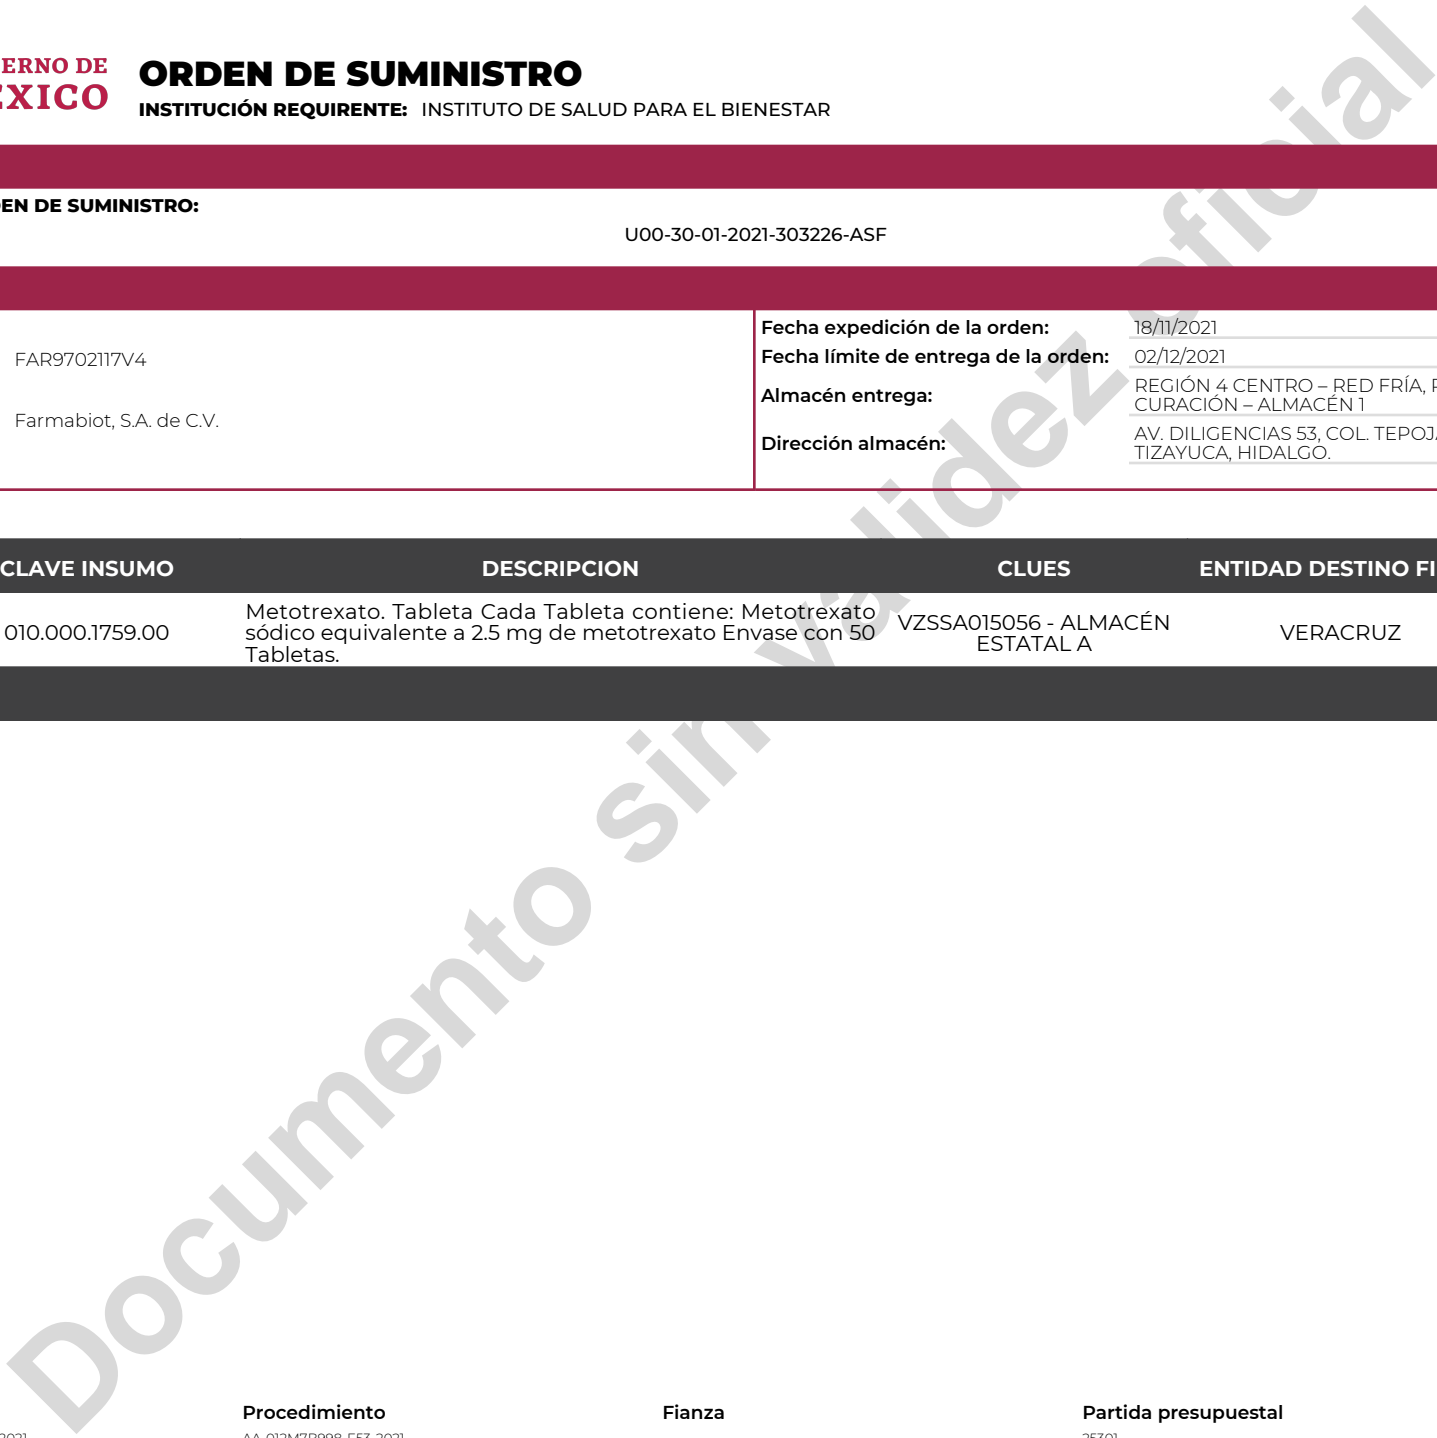 ERNO DE
ÉXICO
ORDEN DE SUMINISTRO
INSTITUCIÓN REQUIRENTE: INSTITUTO DE SALUD PARA EL BIENESTAR
EN DE SUMINISTRO:
U00-30-01-2021-303226-ASF
FAR9702117V4
Farmabiot, S.A. de C.V.
Fecha expedición de la orden: 18/11/2021
Fecha límite de entrega de la orden: 02/12/2021
Almacén entrega: REGIÓN 4 CENTRO – RED FRÍA,
CURACIÓN – ALMACÉN 1
Dirección almacén: AV. DILIGENCIAS 53, COL. TEPOJ
TIZAYUCA, HIDALGO.
CLAVE INSUMO DESCRIPCION CLUES ENTIDAD DESTINO FI
010.000.1759.00
Metotrexato. Tableta Cada Tableta contiene: Metotrexato
sódico equivalente a 2.5 mg de metotrexato Envase con 50
Tabletas.
VZSSA015056 - ALMACÉN
ESTATAL A
VERACRUZ
Documento sin validez oficial
Procedimiento Fianza Partida presupuestal